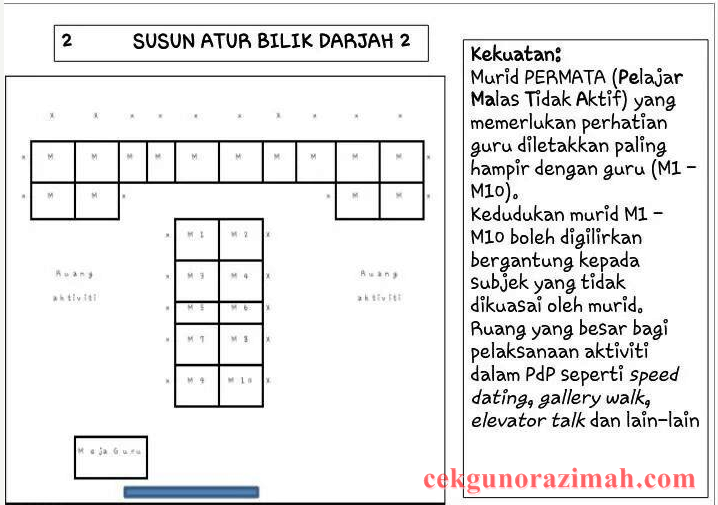 2 SUSUN ATUR BILIK DARJAH 2
x x x x x x x x x x
x M M M M M M M M M M x
x M M x x M M x
x M 1 M 2 x
x M 3 M 4 x
x M 5 M 6 x
x M 7 M 8 x
x M 9 M 10 x
Ruang
aktiviti
Ruang
aktiviti
Meja Guru
Kekuatan:
Murid PERMATA (Pelajar
Malas Tidak Aktif) yang
memerlukan perhatian
guru diletakkan paling
hampir dengan guru (M1 –
M10).
Kedudukan murid M1 –
M10 boleh digilirkan
bergantung kepada
subjek yang tidak
dikuasai oleh murid.
Ruang yang besar bagi
pelaksanaan aktiviti
dalam PdP seperti speed
dating, gallery walk,
elevator talk dan lain-lain
cekgunorazimah.com